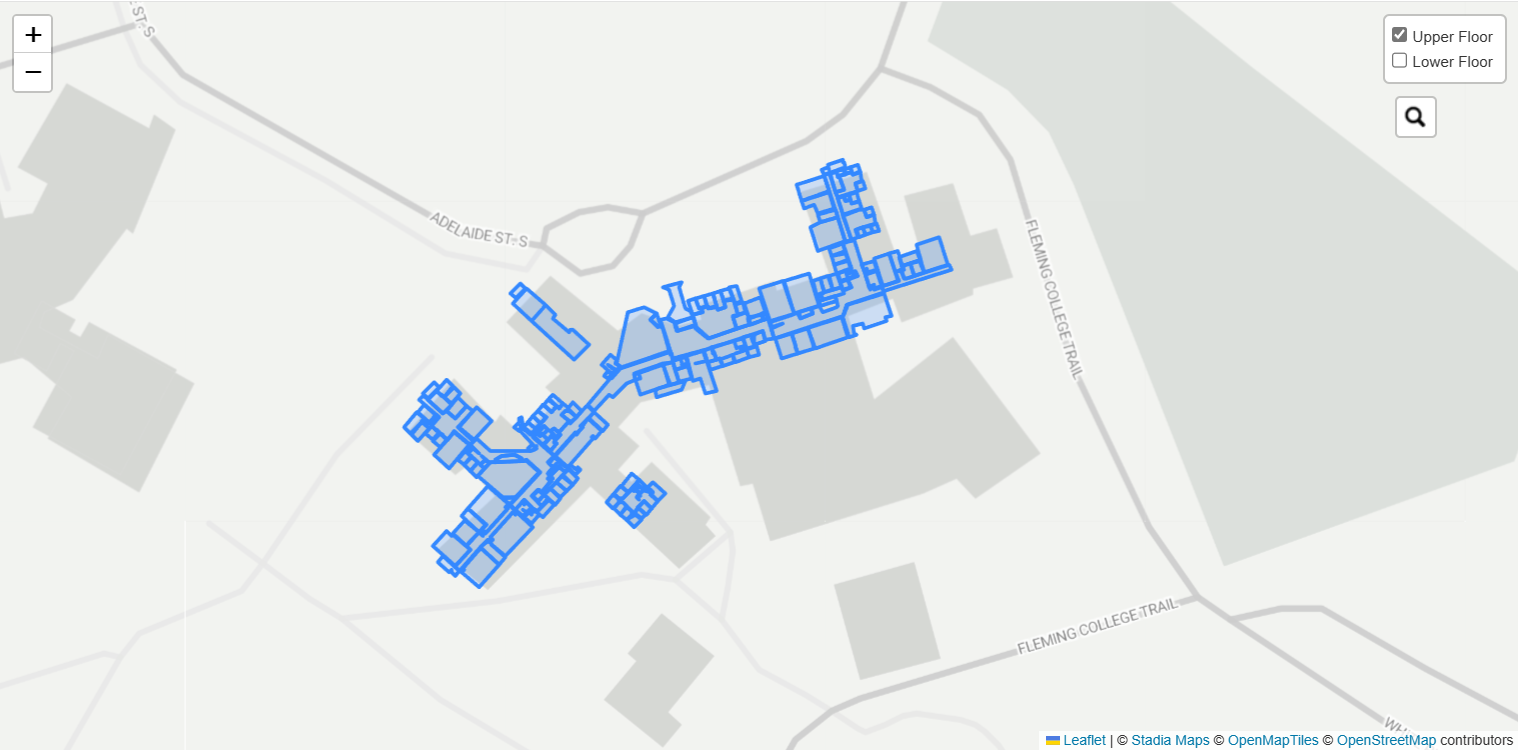 +
−
ST. S
Upper Floor
Lower Floor
ADELAIDE ST. S
FLEMING COLLEGE TRAIL
FLEMING COLLEGE TRAIL
Leaflet | © Stadia Maps © OpenMapTiles © OpenStreetMap contributors